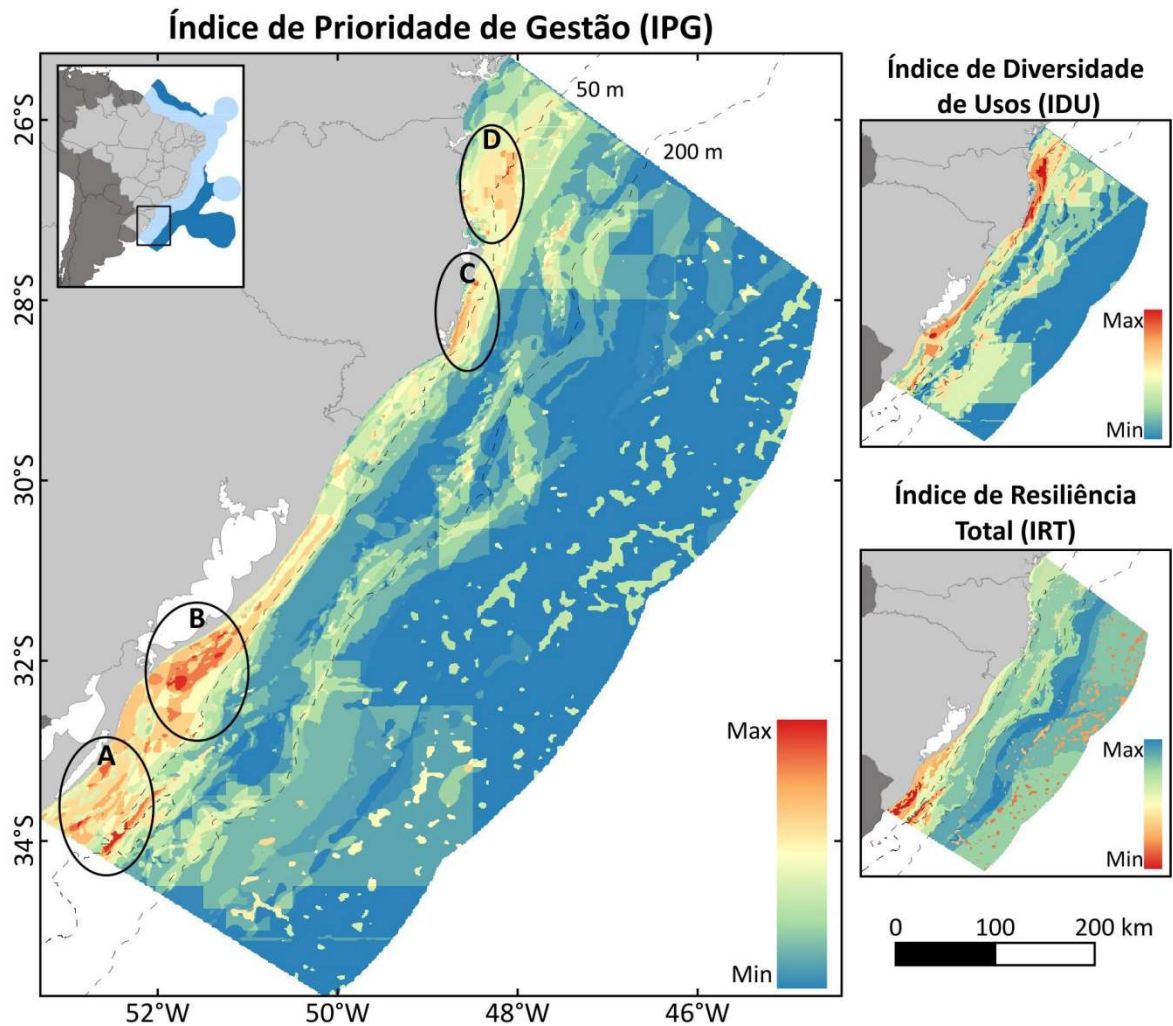 Índice de Prioridade de Gestão (IPG)
26°S
28°S
30°S
32°S
34°S
52°W
50°W
48°W
46°W
50 m
200 m
D
C
B
A
Max
Min
Índice de Diversidade
de Usos (IDU)
Max
Min
Índice de Resiliência
Total (IRT)
Max
Min
0
100
200 km